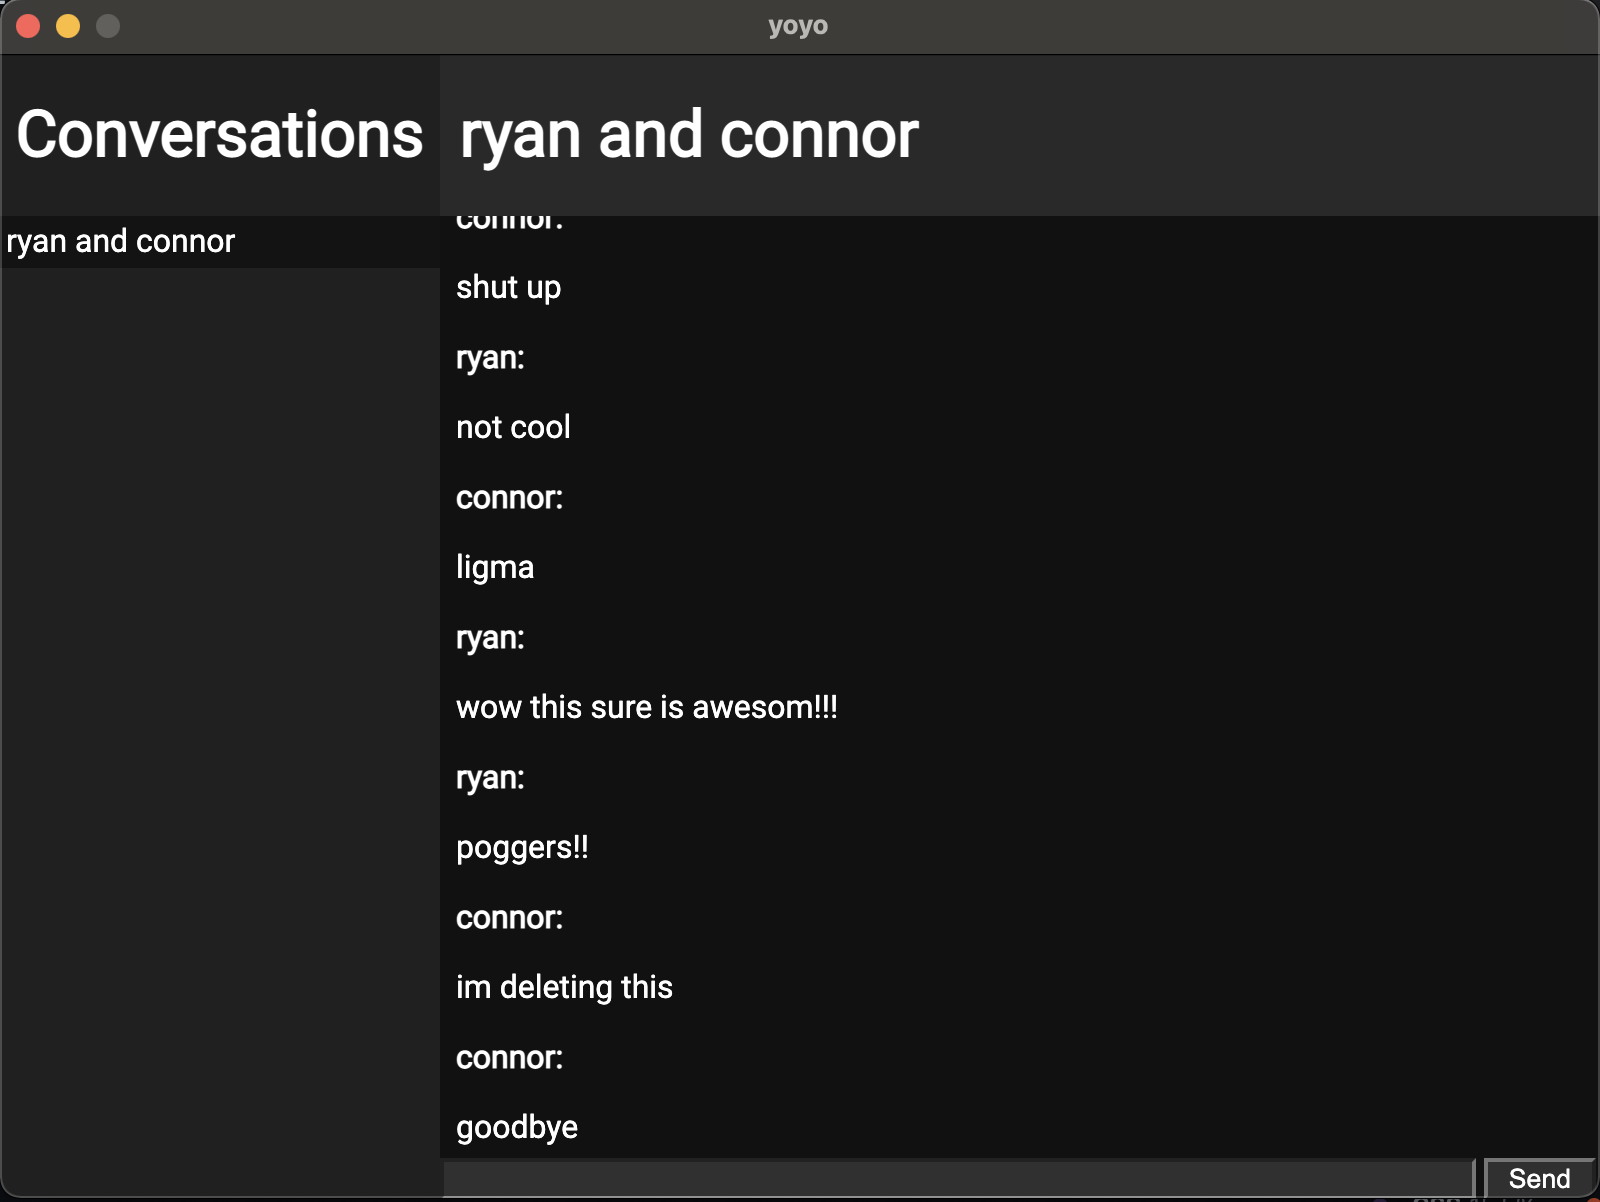 yoyo
Conversations
ryan and connor
ryan and connor
connor:
shut up
ryan:
not cool
connor:
ligma
ryan:
wow this sure is awesom!!!
ryan:
poggers!!
connor:
im deleting this
connor:
goodbye
Send